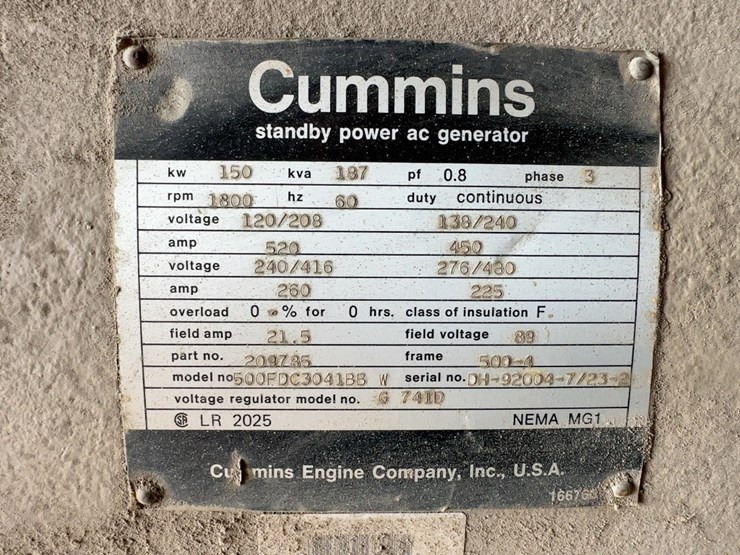 Cummins
standby power ac generator
kw 150 kva 187 pf 0.8 phase 3
rpm 1800 hz 60 duty continuous
voltage 120/208 138/240
amp 520 450
voltage 240/416 276/480
amp 260 225
overload 0 % for 0 hrs. class of insulation F
field amp 21.5 field voltage 89
part no. 209785 frame 500-4
model no 500FDC3041BB W serial no. DH-92004-7/23-2
voltage regulator model no. G 741D
SA LR 2025 NEMA MG1
Cummins Engine Company, Inc., U.S.A.